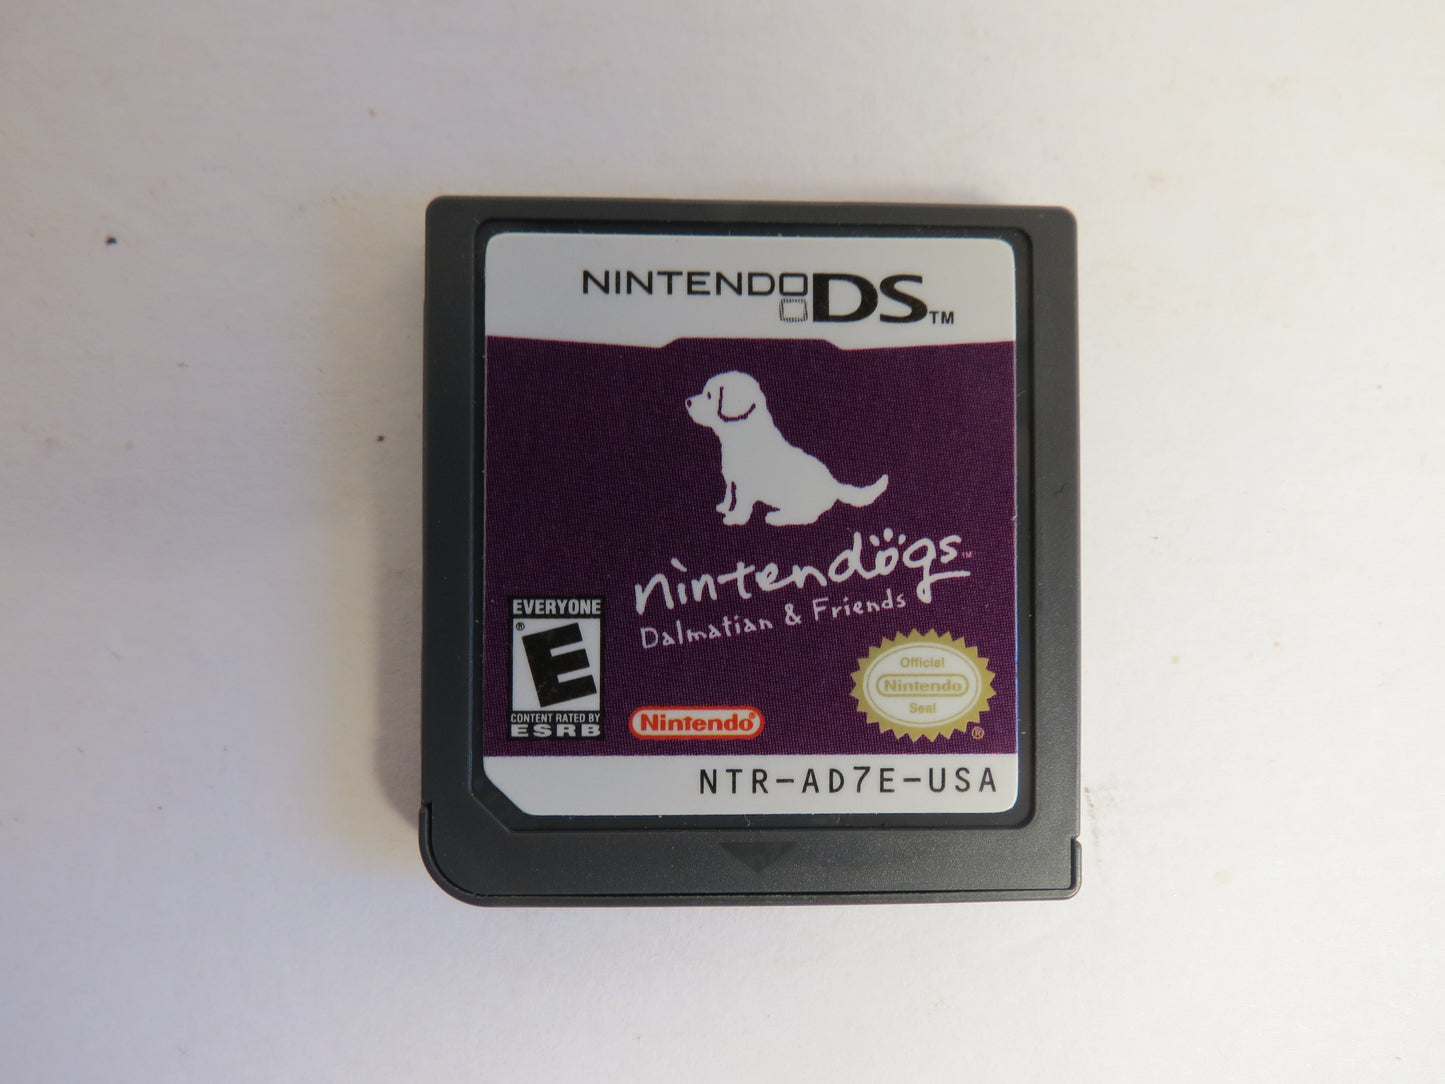 NINTENDO DS™
nintendogs™
Dalmatian & Friends
EVERYONE
E®
CONTENT RATED BY
ESRB
Nintendo®
Official
Nintendo
Seal
®
NTR-AD7E-USA